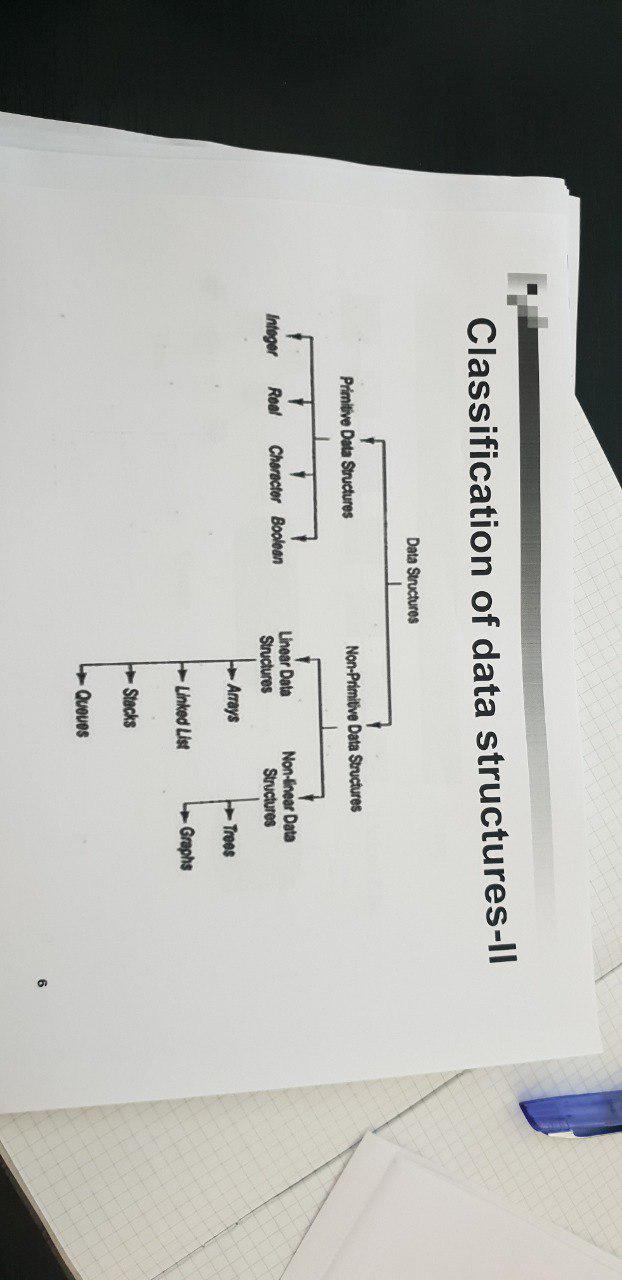 Classification of data structures-II
Data Structures
Primitive Data Structures
Non-Primitive Data Structures
Integer Real Character Boolean
Linear Data
Structures
Non-linear Data
Structures
Arrays
Linked List
Stacks
Queues
Trees
Graphs
6